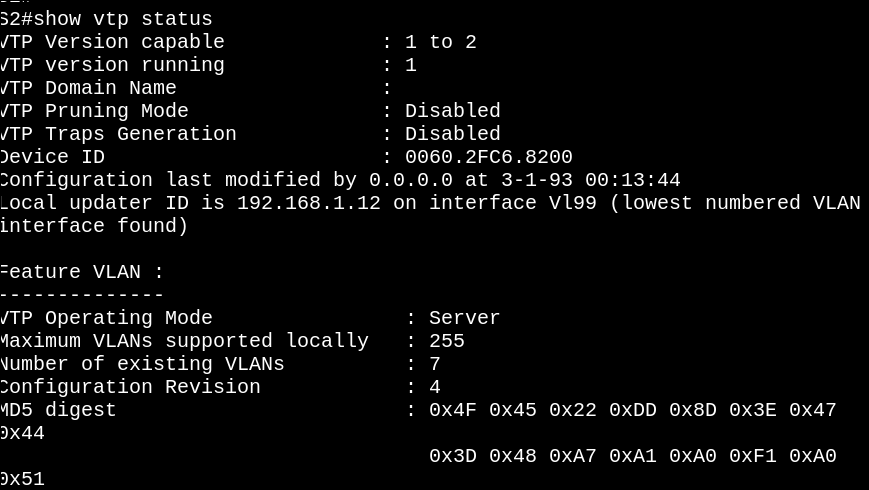 S2#show vtp status
VTP Version capable             : 1 to 2
VTP version running             : 1
VTP Domain Name                 :
VTP Pruning Mode                : Disabled
VTP Traps Generation            : Disabled
Device ID                       : 0060.2FC6.8200
Configuration last modified by 0.0.0.0 at 3-1-93 00:13:44
Local updater ID is 192.168.1.12 on interface Vl99 (lowest numbered VLAN
interface found)

Feature VLAN :
--------------
VTP Operating Mode                : Server
Maximum VLANs supported locally   : 255
Number of existing VLANs          : 7
Configuration Revision            : 4
MD5 digest                        : 0x4F 0x45 0x22 0xDD 0x8D 0x3E 0x47
0x44
                                    0x3D 0x48 0xA7 0xA1 0xA0 0xF1 0xA0
0x51